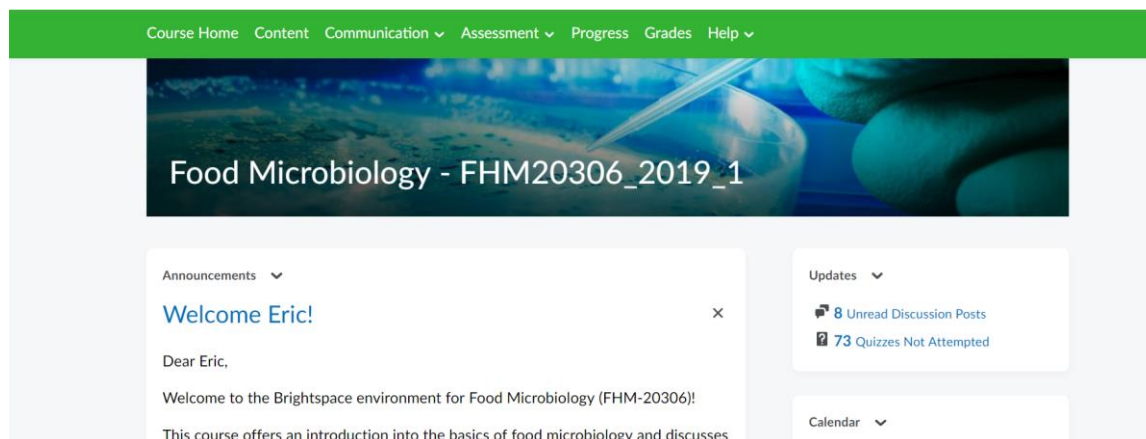 Course Home Content Communication Assessment Progress Grades Help
Food Microbiology - FHM20306_2019_1
Announcements
Welcome Eric!
Dear Eric,
Welcome to the Brightspace environment for Food Microbiology (FHM-20306)!
This course offers an introduction into the basics of food microbiology and discusses
Updates
8 Unread Discussion Posts
73 Quizzes Not Attempted
Calendar